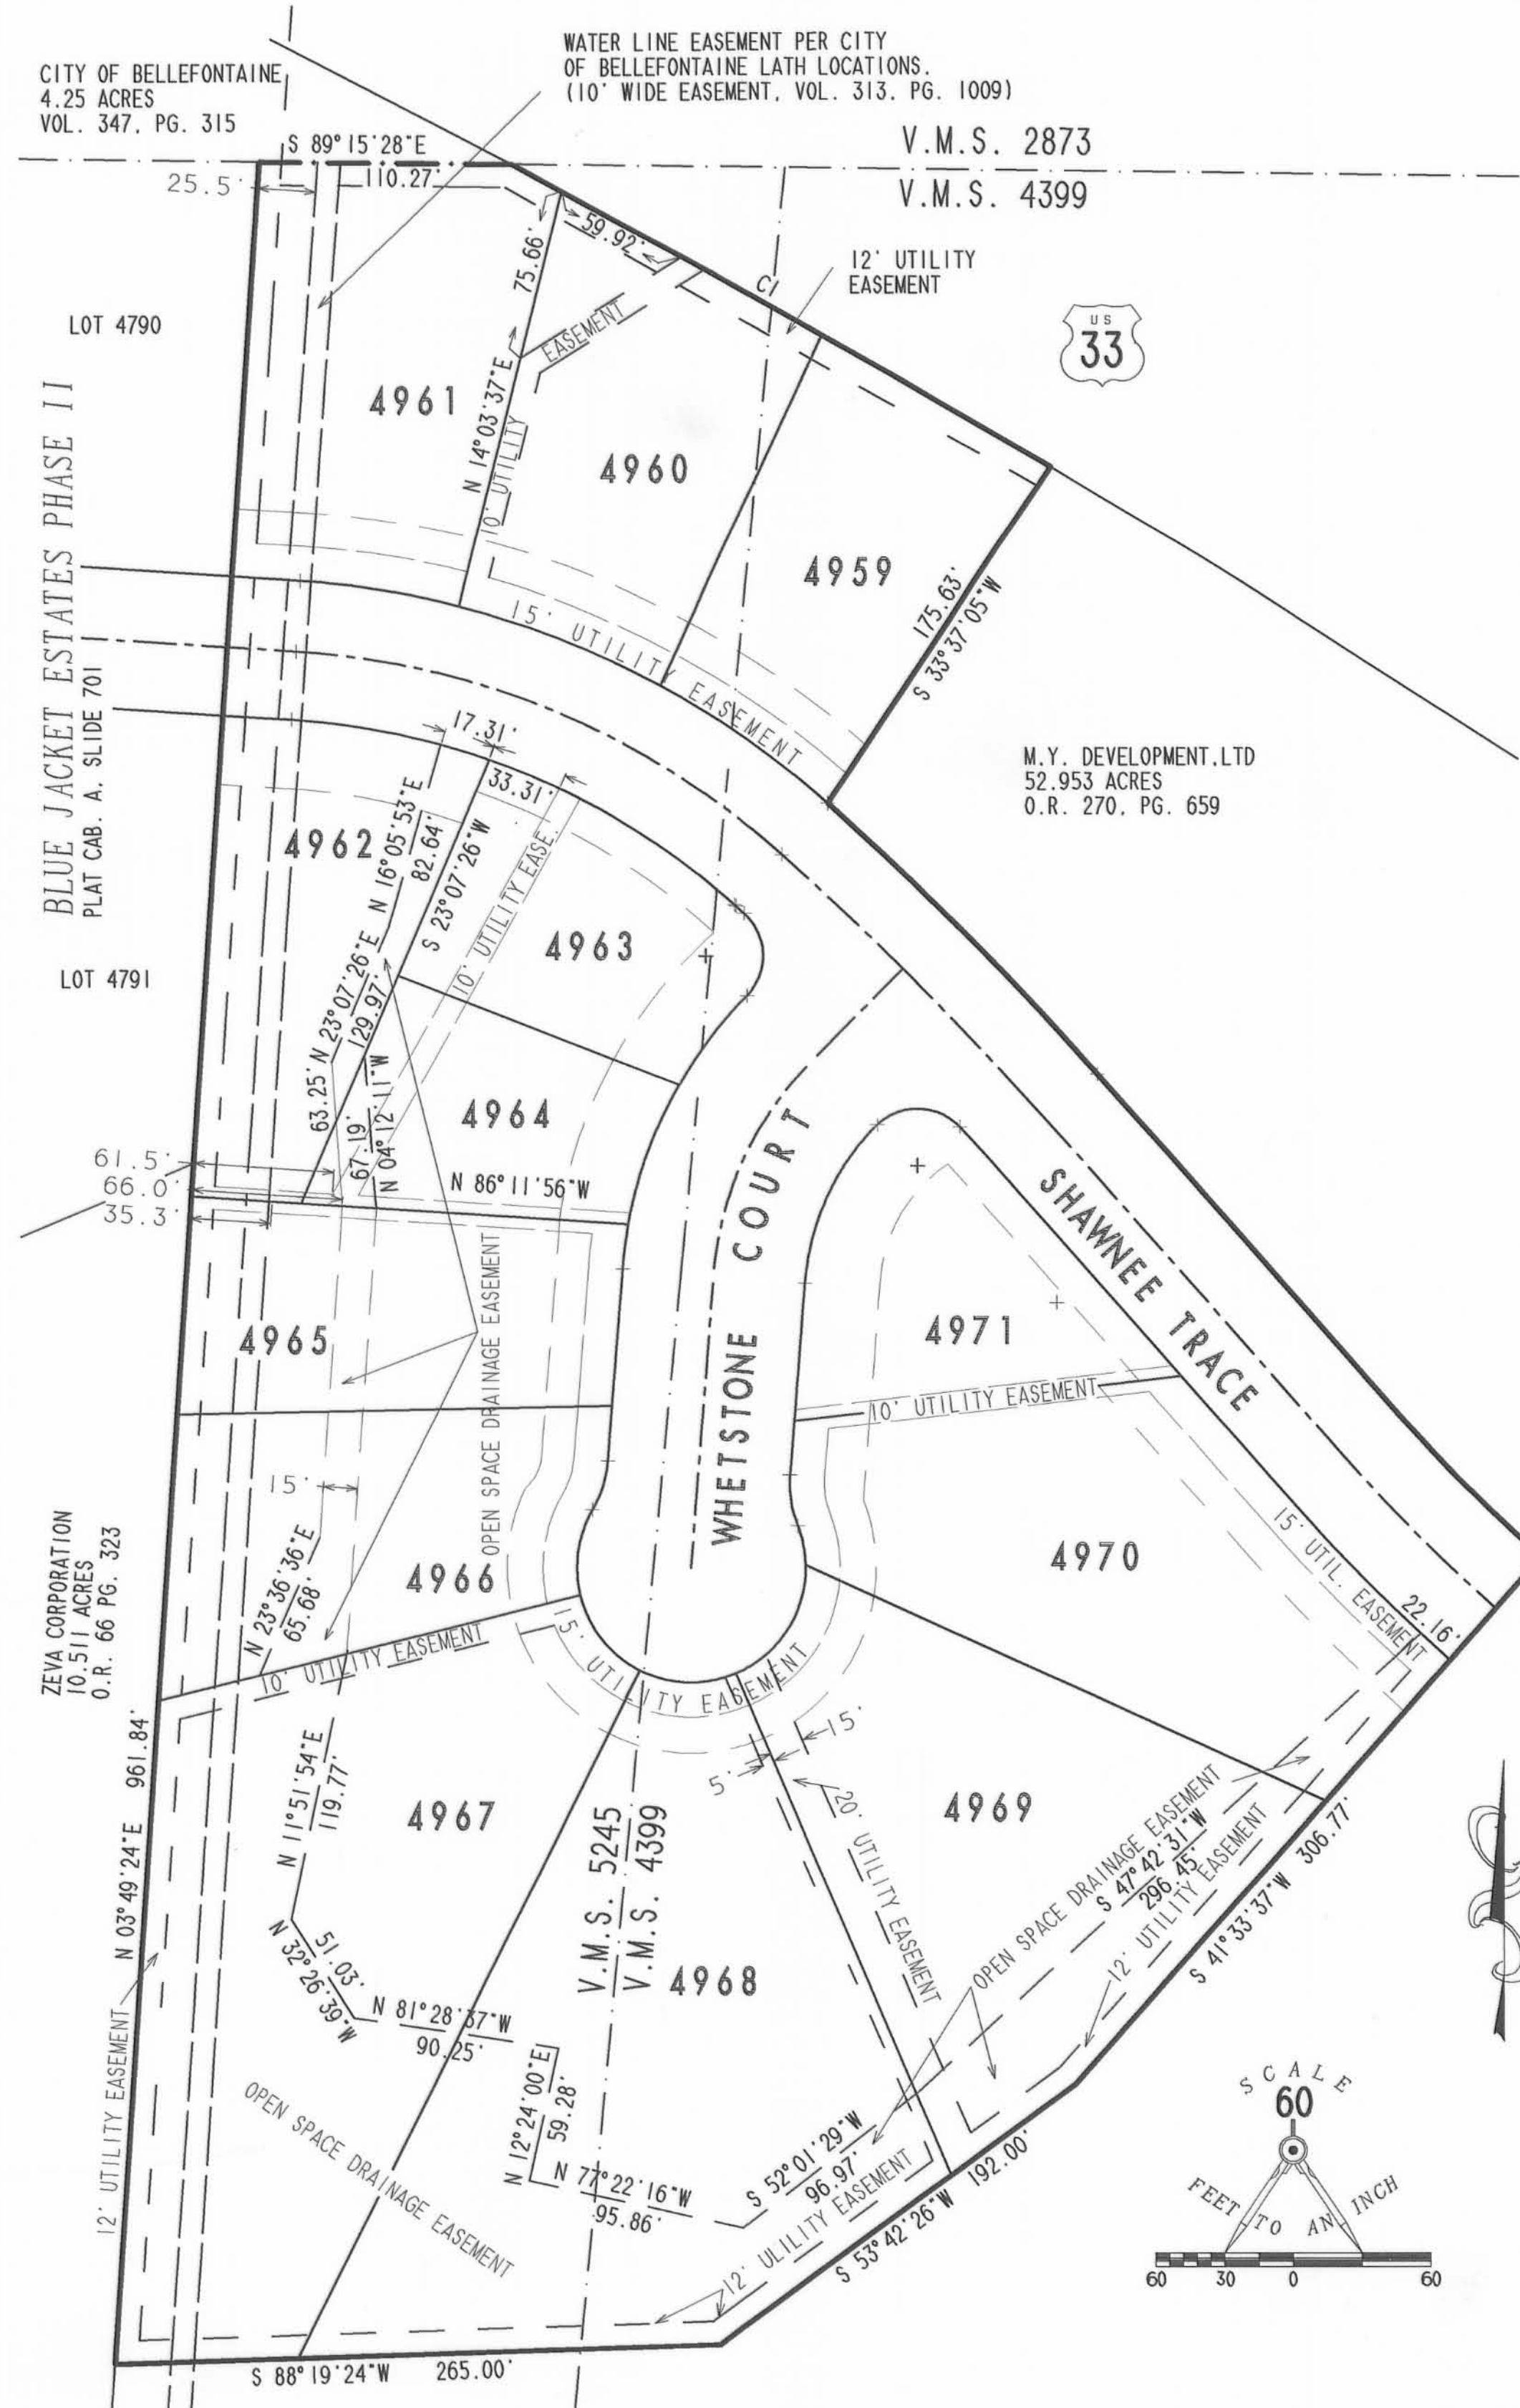 WATER LINE EASEMENT PER CITY
OF BELLEFONTAINE LATH LOCATIONS.
(10' WIDE EASEMENT, VOL. 313, PG. 1009)
CITY OF BELLEFONTAINE
4.25 ACRES
VOL. 347, PG. 315
V.M.S. 2873
V.M.S. 4399
S 89°15'28"E
110.27'
25.5'
59.92'
75.66'
C1
12' UTILITY
EASEMENT
US
33
LOT 4790
EASEMENT
10' UTILITY
N 14°03'37"E
4961
4960
4959
175.63'
S 33°37'05"W
15' UTILITY EASEMENT
BLUE JACKET ESTATES PHASE II
PLAT CAB. A, SLIDE 701
M.Y. DEVELOPMENT,LTD
52.953 ACRES
O.R. 270, PG. 659
17.31'
33.31'
4962
N 16°05'53"E
82.64'
S 23°07'26"W
10' UTILITY EASE.
4963
LOT 4791
N 23°07'26"E
129.97'
63.25'
67.19'
N 04°12'11"W
4964
N 86°11'56"W
61.5'
66.0'
35.3'
WHETSTONE COURT
SHAWNEE TRACE
OPEN SPACE DRAINAGE EASEMENT
4965
4971
10' UTILITY EASEMENT
15'
N 23°36'36"E
65.68'
4966
4970
15' UTIL. EASEMENT
22.16'
ZEVA CORPORATION
10.511 ACRES
O.R. 66 PG. 323
10' UTILITY EASEMENT
15' UTILITY EASEMENT
N 03°49'24"E 961.84'
N 11°51'54"E
119.77'
4967
5'
15'
20' UTILITY EASEMENT
4969
OPEN SPACE DRAINAGE EASEMENT
S 47°42'31"W
296.45'
12' UTILITY EASEMENT
S 41°33'37"W 306.77'
V.M.S. 5245
V.M.S. 4399
4968
51.03'
N 32°26'39"W
N 81°28'37"W
90.25'
N 12°24'00"E
59.28'
N 77°22'16"W
95.86'
S 52°01'29"W
96.97'
12' UTILITY EASEMENT
OPEN SPACE DRAINAGE EASEMENT
12' ULILITY EASEMENT
S 53°42'26"W 192.00'
S 88°19'24"W 265.00'
SCALE
60
FEET TO AN INCH
60 30 0 60